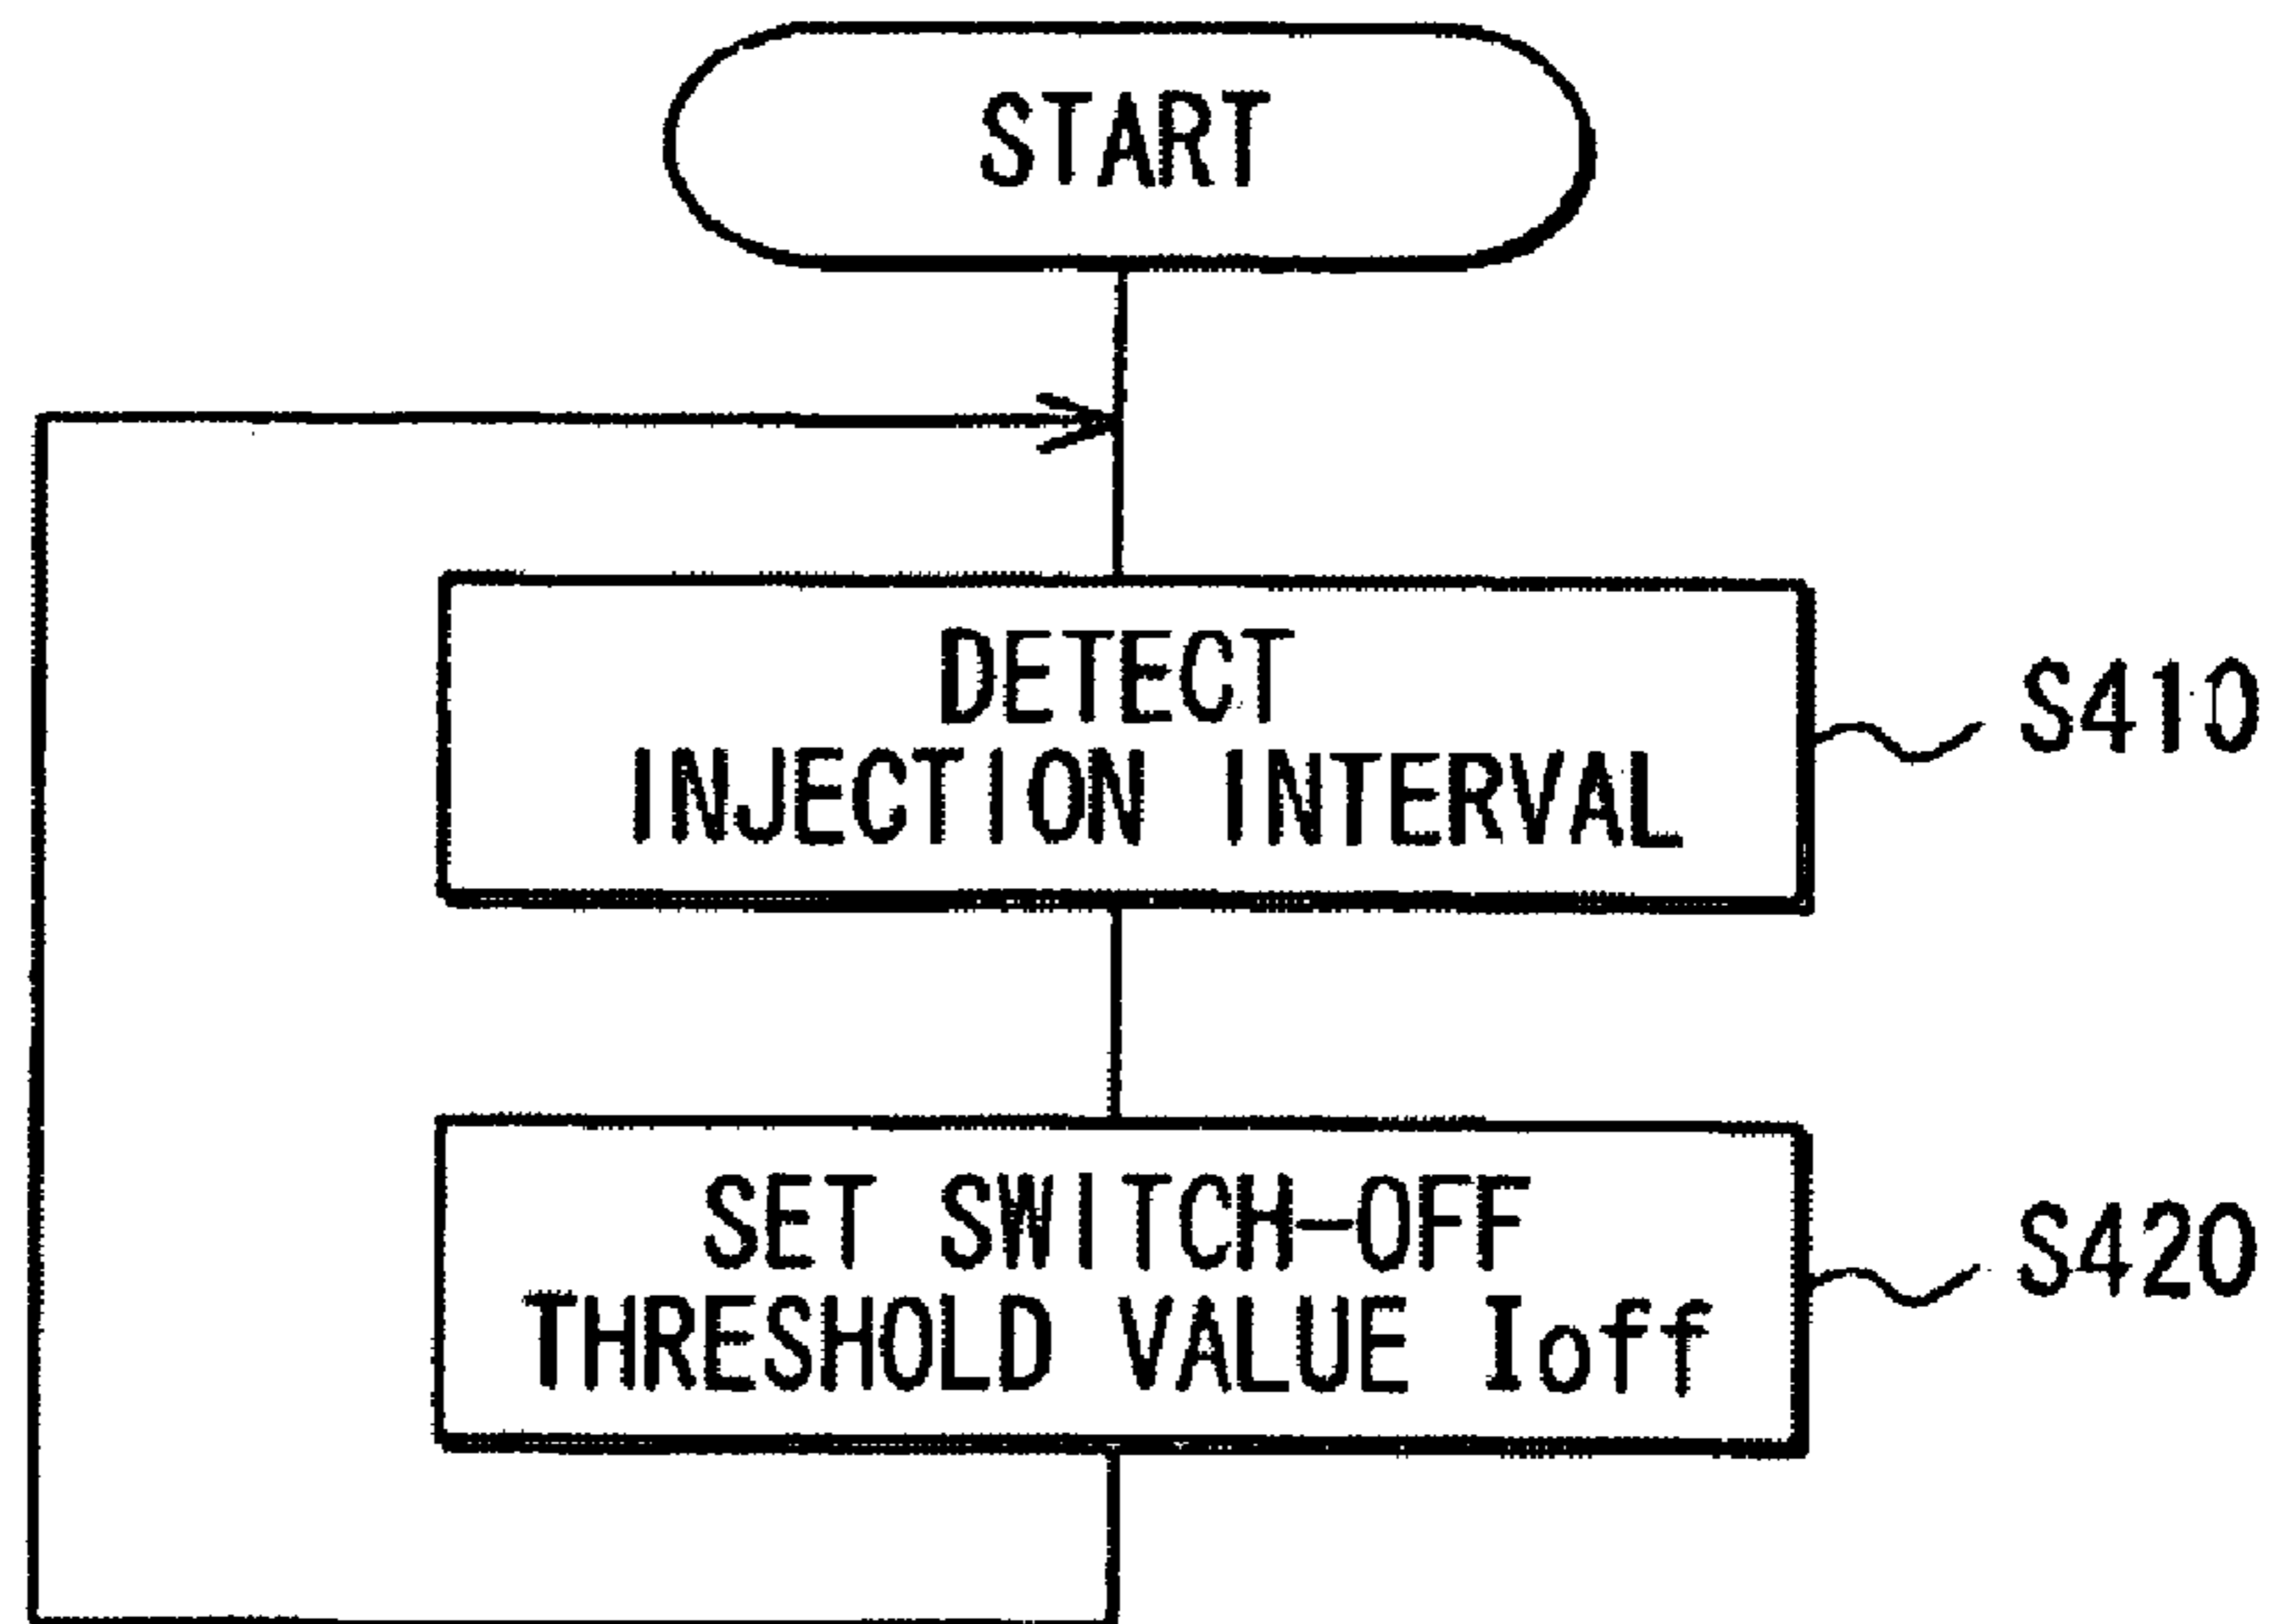 START
DETECT
INJECTION INTERVAL
S410
SET SWITCH-OFF
THRESHOLD VALUE Ioff
S420